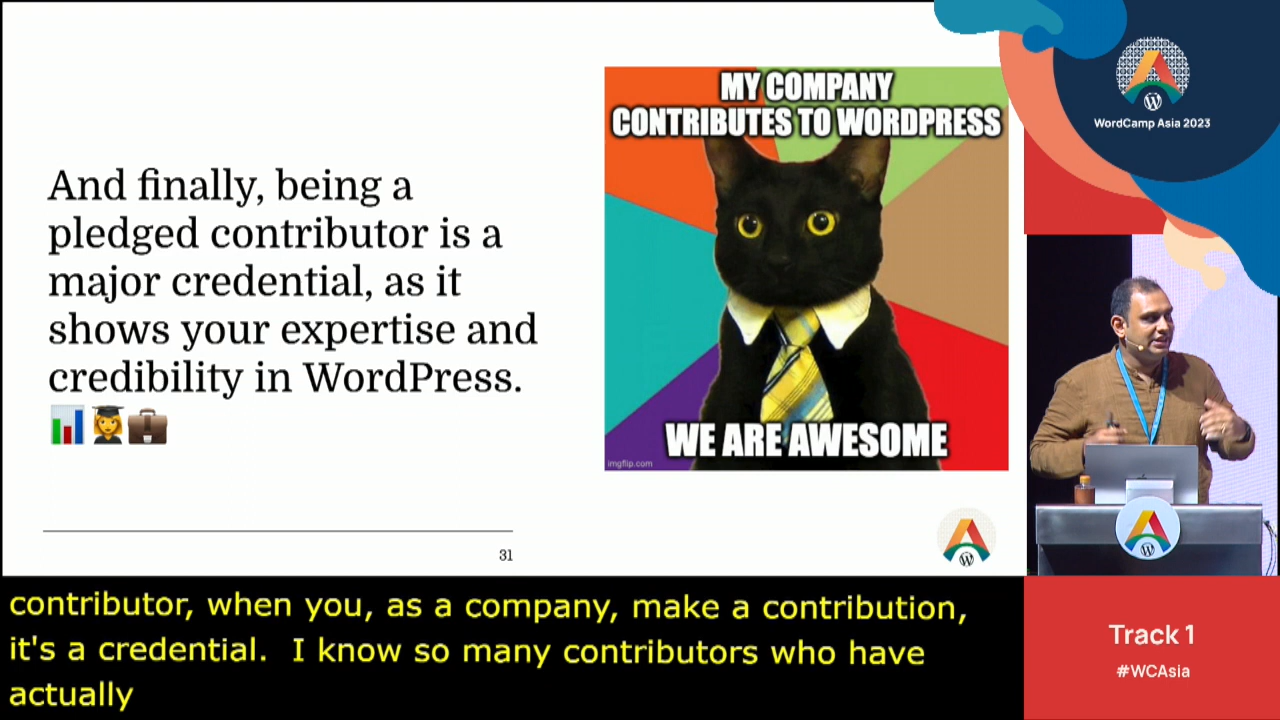 And finally, being a
pledged contributor is a
major credential, as it
shows your expertise and
credibility in WordPress.
MY COMPANY
CONTRIBUTES TO WORDPRESS
WE ARE AWESOME
imgflip.com
31
WordCamp Asia 2023
contributor, when you, as a company, make a contribution,
it's a credential.  I know so many contributors who have
actually
Track 1
#WCAsia